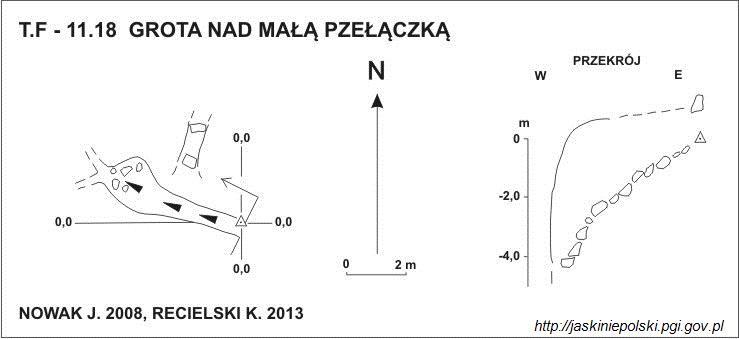 T.F - 11.18 GROTA NAD MAŁĄ PZEŁĄCZKĄ
N
PRZEKRÓJ
W E
m
0
-2,0
-4,0
0,0
0,0 0,0
0,0
0 2 m
NOWAK J. 2008, RECIELSKI K. 2013
http://jaskiniepolski.pgi.gov.pl